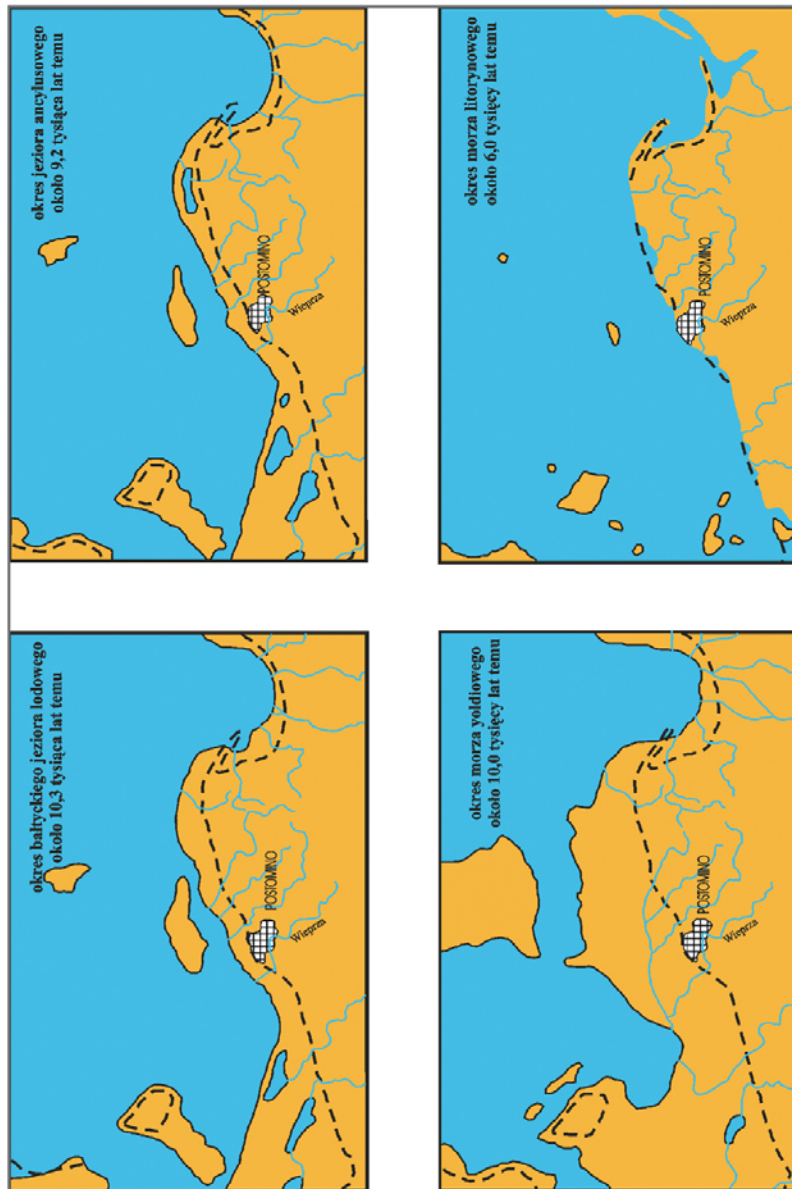 okres bałtyckiego jeziora lodowego
około 10,3 tysiąca lat temu
POSTOMINO
Wieprza
okres jeziora ancylusowego
około 9,2 tysiąca lat temu
POSTOMINO
Wieprza
okres morza yoldiowego
około 10,0 tysięcy lat temu
POSTOMINO
Wieprza
okres morza litorynowego
około 6,0 tysięcy lat temu
POSTOMINO
Wieprza